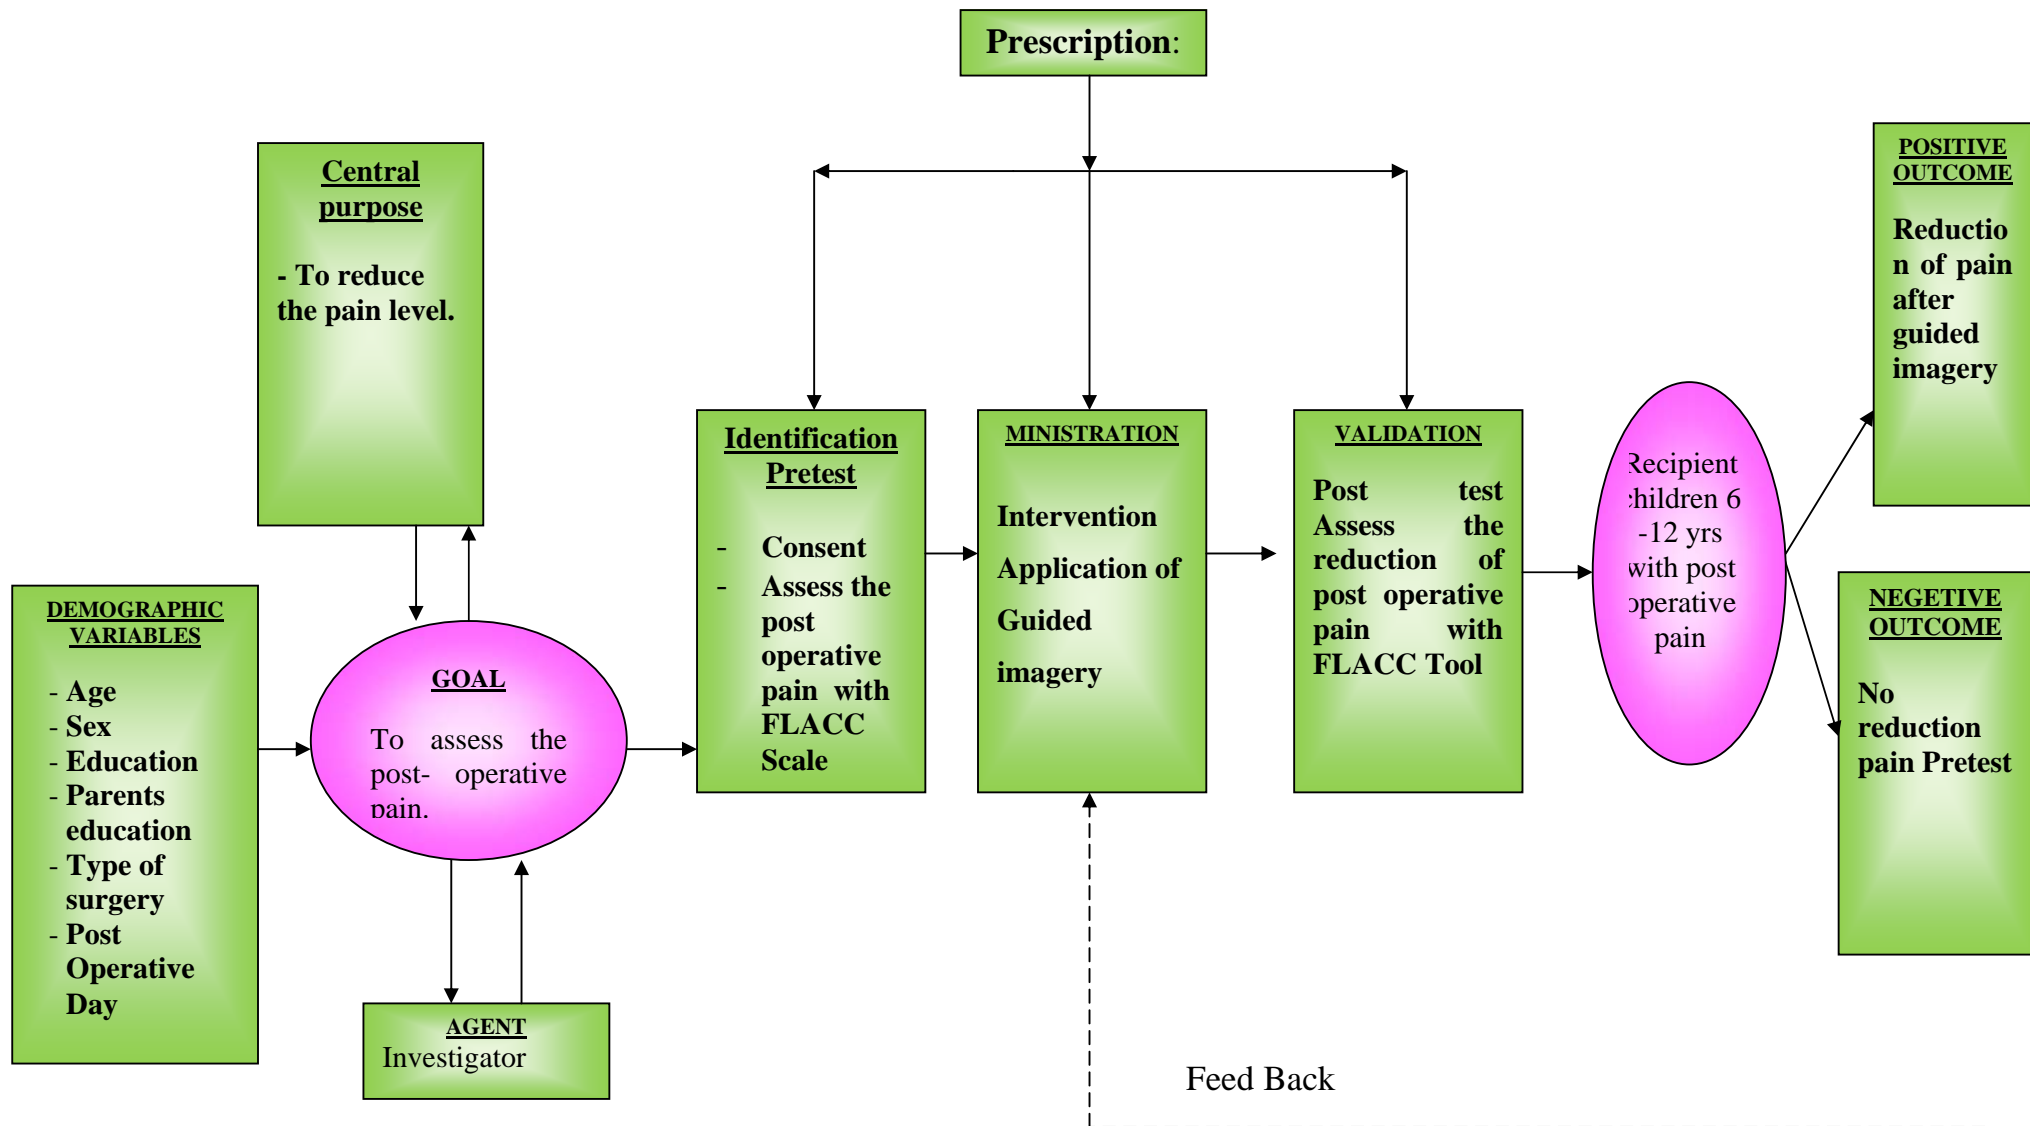 Prescription:
Central
purpose
- To reduce
the pain level.
DEMOGRAPHIC
VARIABLES
- Age
- Sex
- Education
- Parents
education
- Type of
surgery
- Post
Operative
Day
GOAL
To assess the
post- operative
pain.
AGENT
Investigator
Identification
Pretest
- Consent
- Assess the
post
operative
pain with
FLACC
Scale
MINISTRATION
Intervention
Application of
Guided
imagery
VALIDATION
Post test
Assess the
reduction of
post operative
pain with
FLACC Tool
Recipient
children 6
-12 yrs
with post
operative
pain
POSITIVE
OUTCOME
Reductio
n of pain
after
guided
imagery
NEGETIVE
OUTCOME
No
reduction
pain Pretest
Feed Back